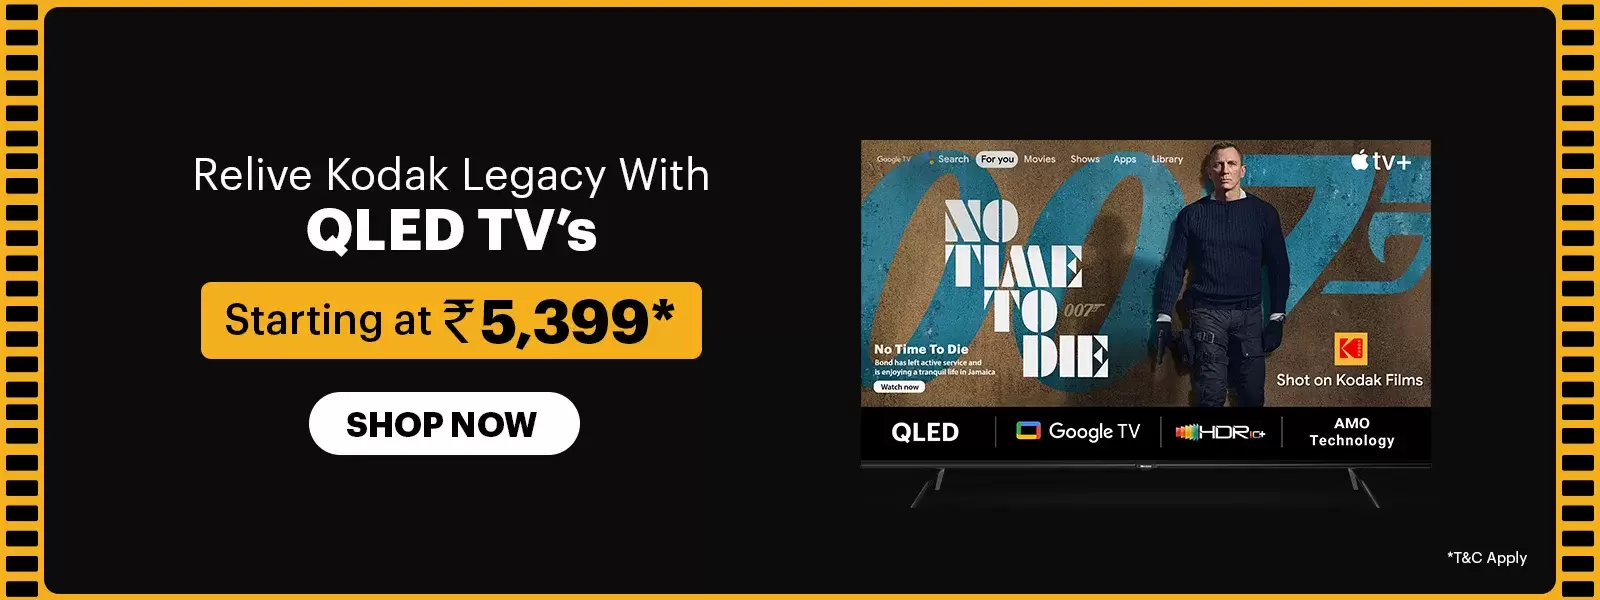 Relive Kodak Legacy With
QLED TV's
Starting at ₹5,399*
SHOP NOW
Google TV Search For you Movies Shows Apps Library
tv+
007
NO
TIME
TO
DIE
007
No Time To Die
Bond has left active service and
is enjoying a tranquil life in Jamaica
Watch now
Shot on Kodak Films
QLED
Google TV
HDR10+
AMO
Technology
*T&C Apply